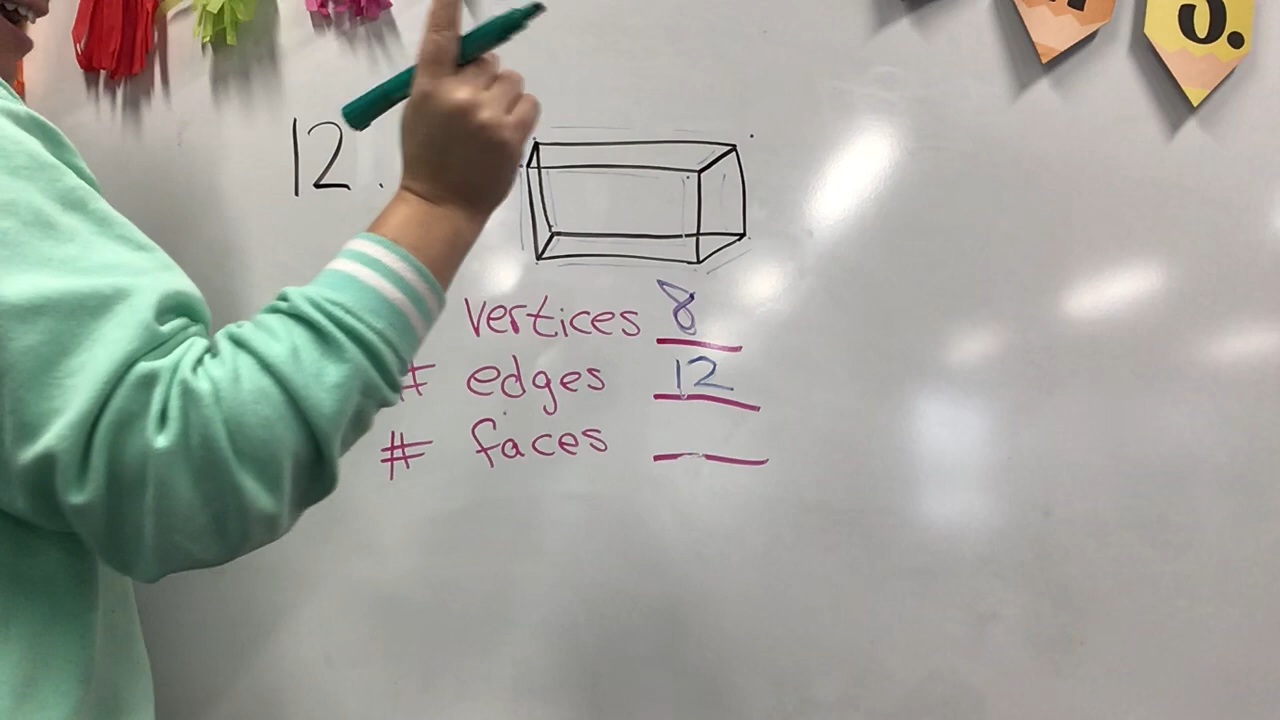 12.
vertices 8
# edges 12
# faces
S.